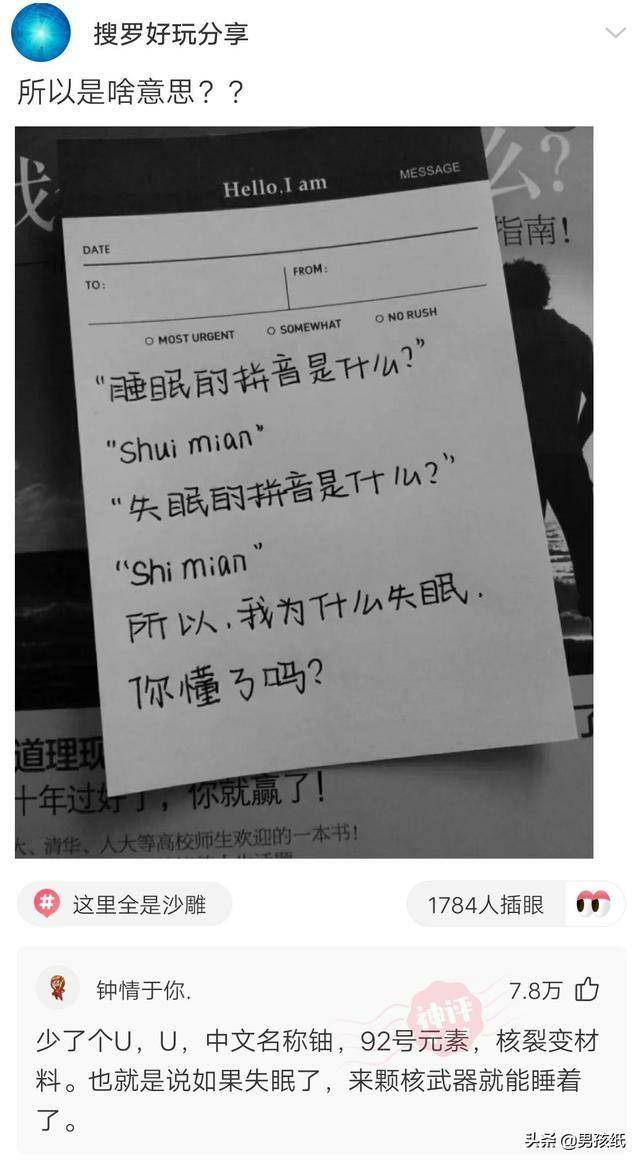 搜罗好玩分享
所以是啥意思？？
么?
Hello,I am
MESSAGE
指南!
DATE
TO:
FROM:
MOST URGENT
SOMEWHAT
NO RUSH
“睡眠的拼音是什么?”
“Shui mian”
“失眠的拼音是什么?”
“Shi mian”
所以,我为什么失眠.
你懂了吗?
道理现
十年过好了，你就赢了!
大、清华、人大等高校师生欢迎的一本书!
这里全是沙雕
1784人插眼
钟情于你.
7.8万
神评
少了个U，U，中文名称铀，92号元素，核裂变材
料。也就是说如果失眠了，来颗核武器就能睡着
了。
头条 @男孩纸